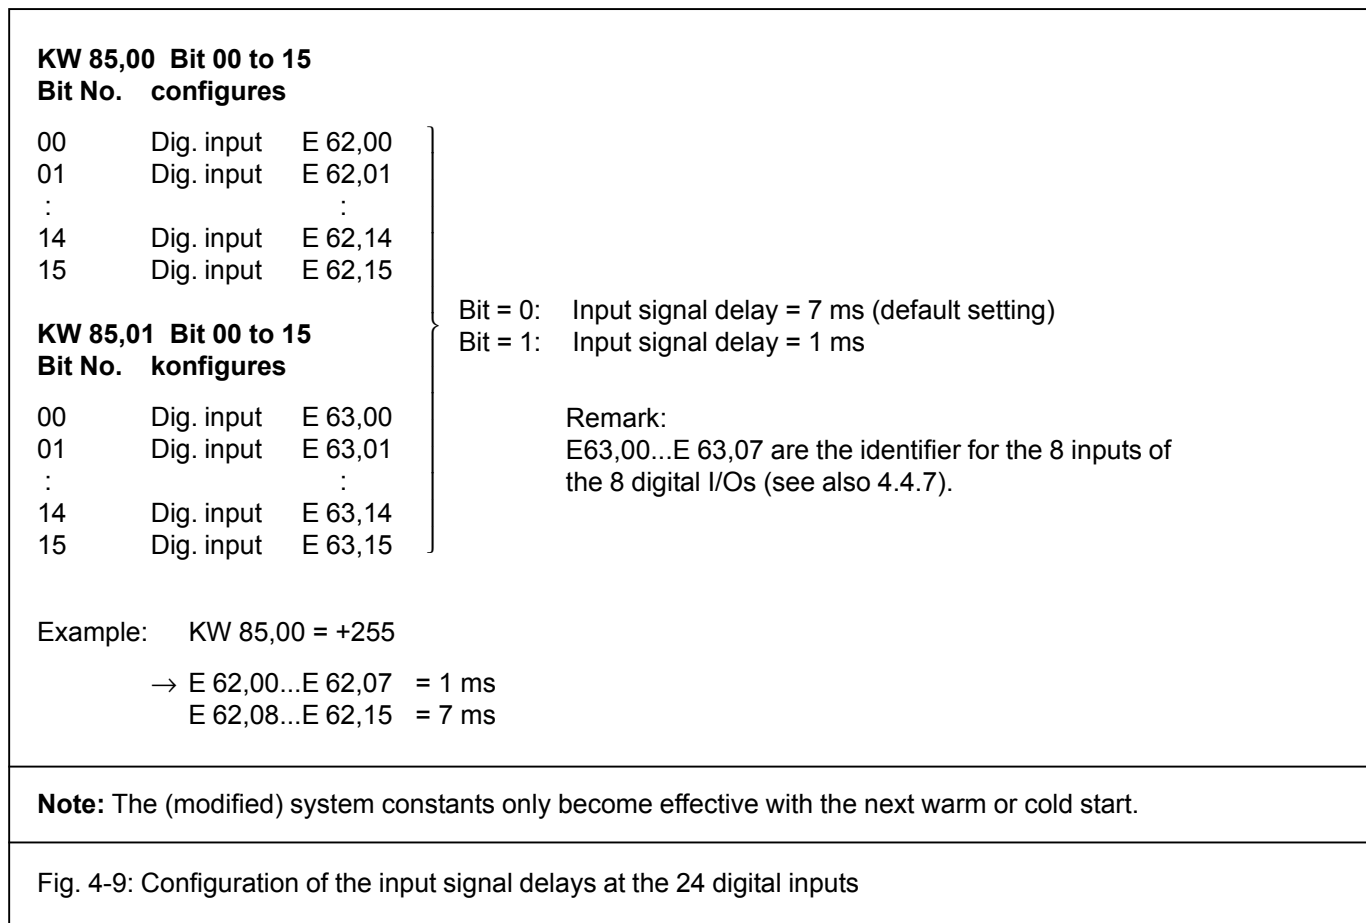 KW 85,00 Bit 00 to 15
Bit No. configures
00 Dig. input E 62,00
01 Dig. input E 62,01
: :
14 Dig. input E 62,14
15 Dig. input E 62,15
KW 85,01 Bit 00 to 15
Bit No. konfigures
00 Dig. input E 63,00
01 Dig. input E 63,01
: :
14 Dig. input E 63,14
15 Dig. input E 63,15
Bit = 0: Input signal delay = 7 ms (default setting)
Bit = 1: Input signal delay = 1 ms
Remark:
E63,00...E 63,07 are the identifier for the 8 inputs of
the 8 digital I/Os (see also 4.4.7).
Example: KW 85,00 = +255
→ E 62,00...E 62,07 = 1 ms
E 62,08...E 62,15 = 7 ms
Note: The (modified) system constants only become effective with the next warm or cold start.
Fig. 4-9: Configuration of the input signal delays at the 24 digital inputs